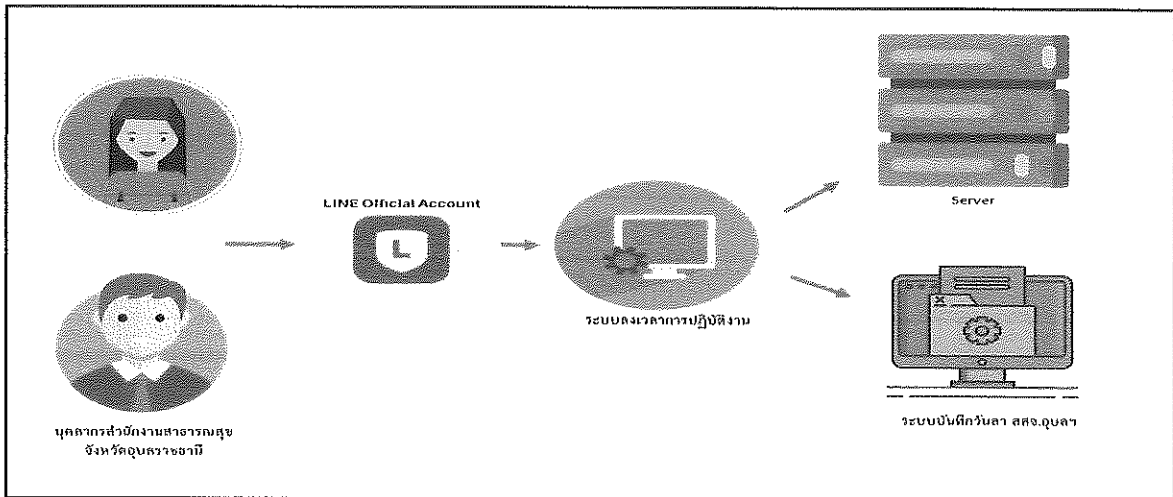 LINE Official Account
Server
ระบบลงเวลาการปฏิบัติงาน
บุคลากรสำนักงานสาธารณสุข
จังหวัดอุบลราชธานี
ระบบบันทึกวันลา สสจ.อุบลฯ